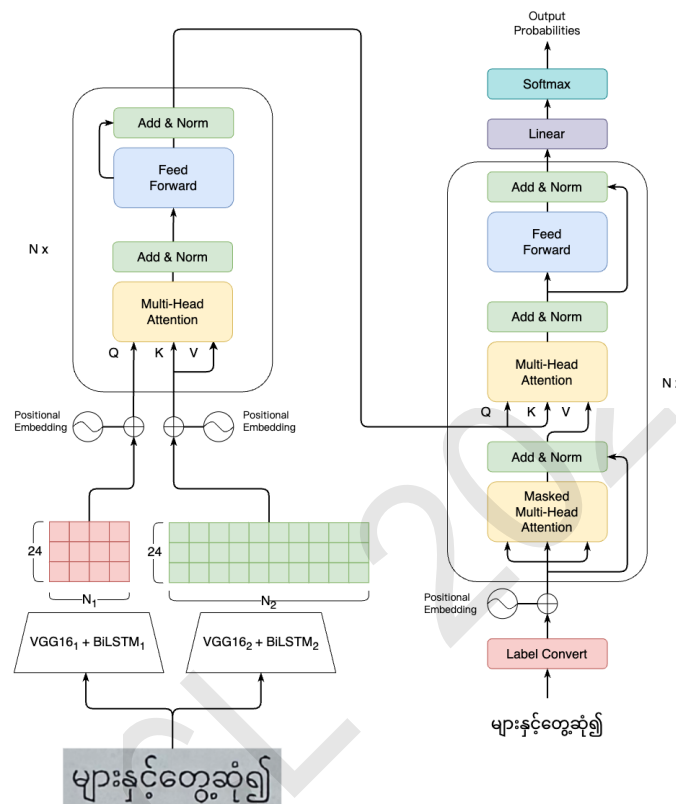 Output
Probabilities
Softmax
Linear
Add & Norm
Feed
Forward
Add & Norm
Multi-Head
Attention
Q K V
N x
Add & Norm
Masked
Multi-Head
Attention
Positional
Embedding
Label Convert
များနှင့်တွေ့ဆုံ၍
Add & Norm
Feed
Forward
N x
Add & Norm
Multi-Head
Attention
Q K V
Positional
Embedding
Positional
Embedding
24
N₁
24
N₂
VGG16₁ + BiLSTM₁
VGG16₂ + BiLSTM₂
များနှင့်တွေ့ဆုံ၍
CL 202